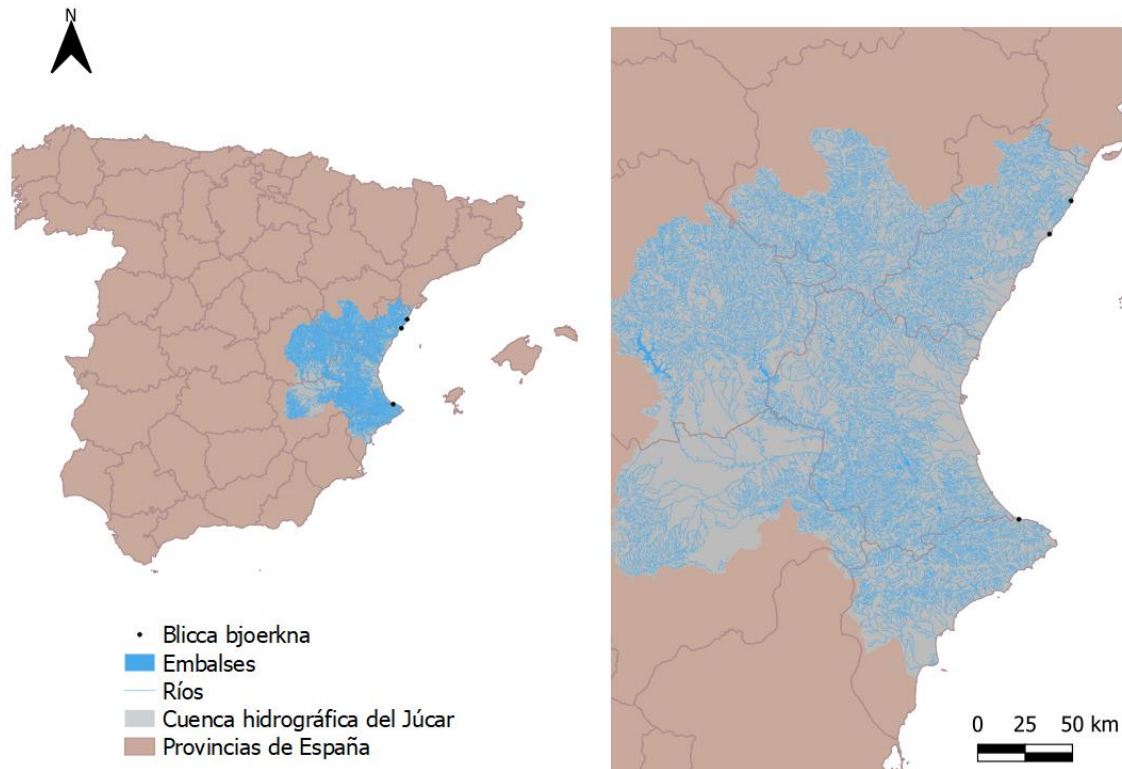 N
Blicca bjoerkna
Embalses
Ríos
Cuenca hidrográfica del Júcar
Provincias de España
0 25 50 km